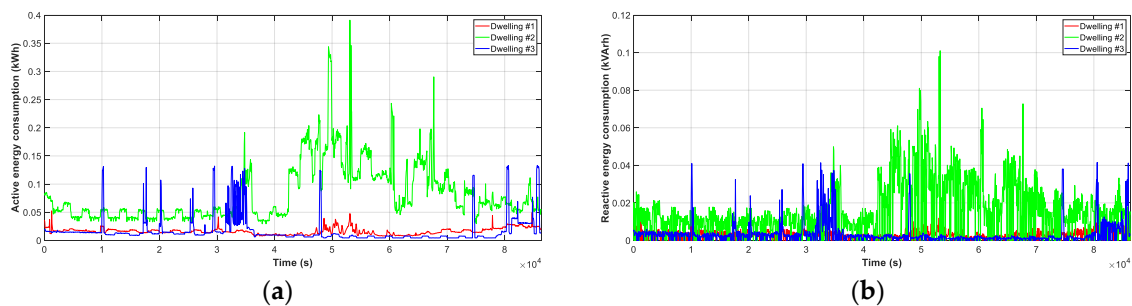 Active energy consumption (kWh)
0.4
0.35
0.3
0.25
0.2
0.15
0.1
0.05
0
0 1 2 3 4 5 6 7 8
×10⁴
Time (s)
Dwelling #1
Dwelling #2
Dwelling #3
(a)
Reactive energy consumption (kVArh)
0.12
0.1
0.08
0.06
0.04
0.02
0
0 1 2 3 4 5 6 7 8
×10⁴
Time (s)
Dwelling #1
Dwelling #2
Dwelling #3
(b)